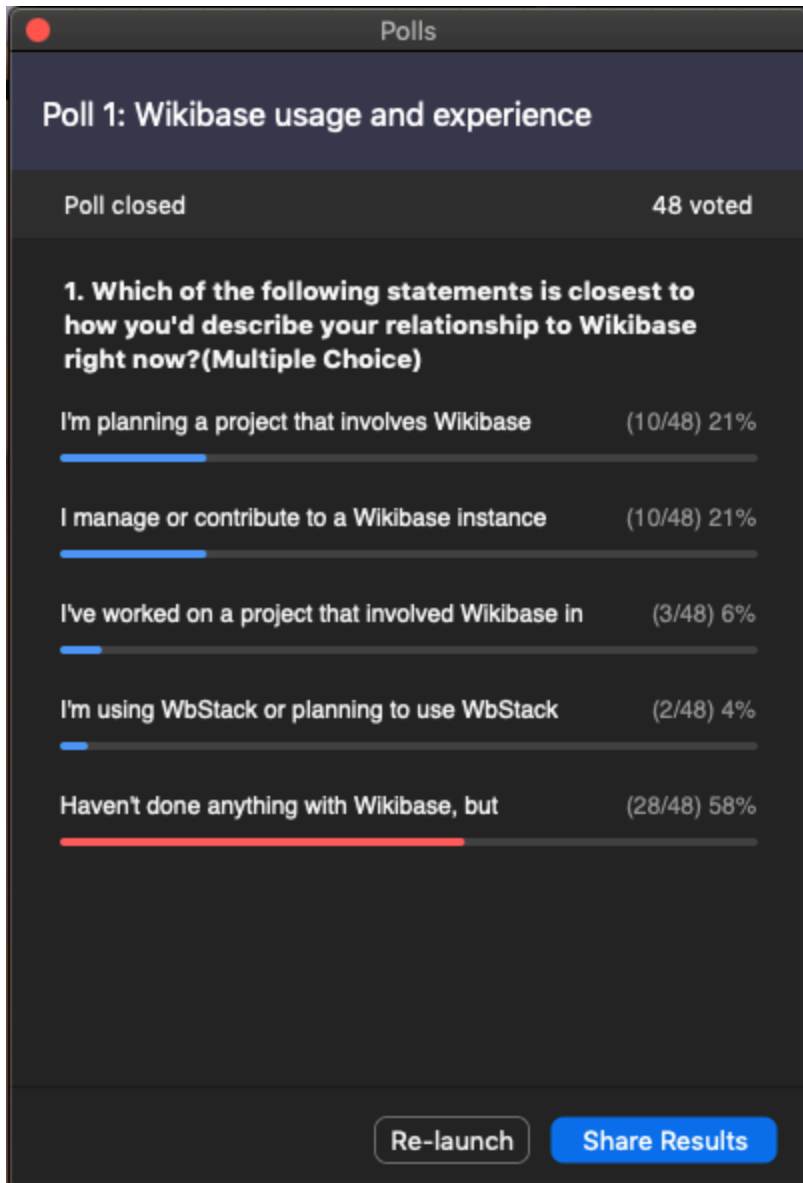 Polls
Poll 1: Wikibase usage and experience
Poll closed 48 voted
1. Which of the following statements is closest to
how you'd describe your relationship to Wikibase
right now?(Multiple Choice)
I'm planning a project that involves Wikibase (10/48) 21%
I manage or contribute to a Wikibase instance (10/48) 21%
I've worked on a project that involved Wikibase in (3/48) 6%
I'm using WbStack or planning to use WbStack (2/48) 4%
Haven't done anything with Wikibase, but (28/48) 58%
Re-launch Share Results